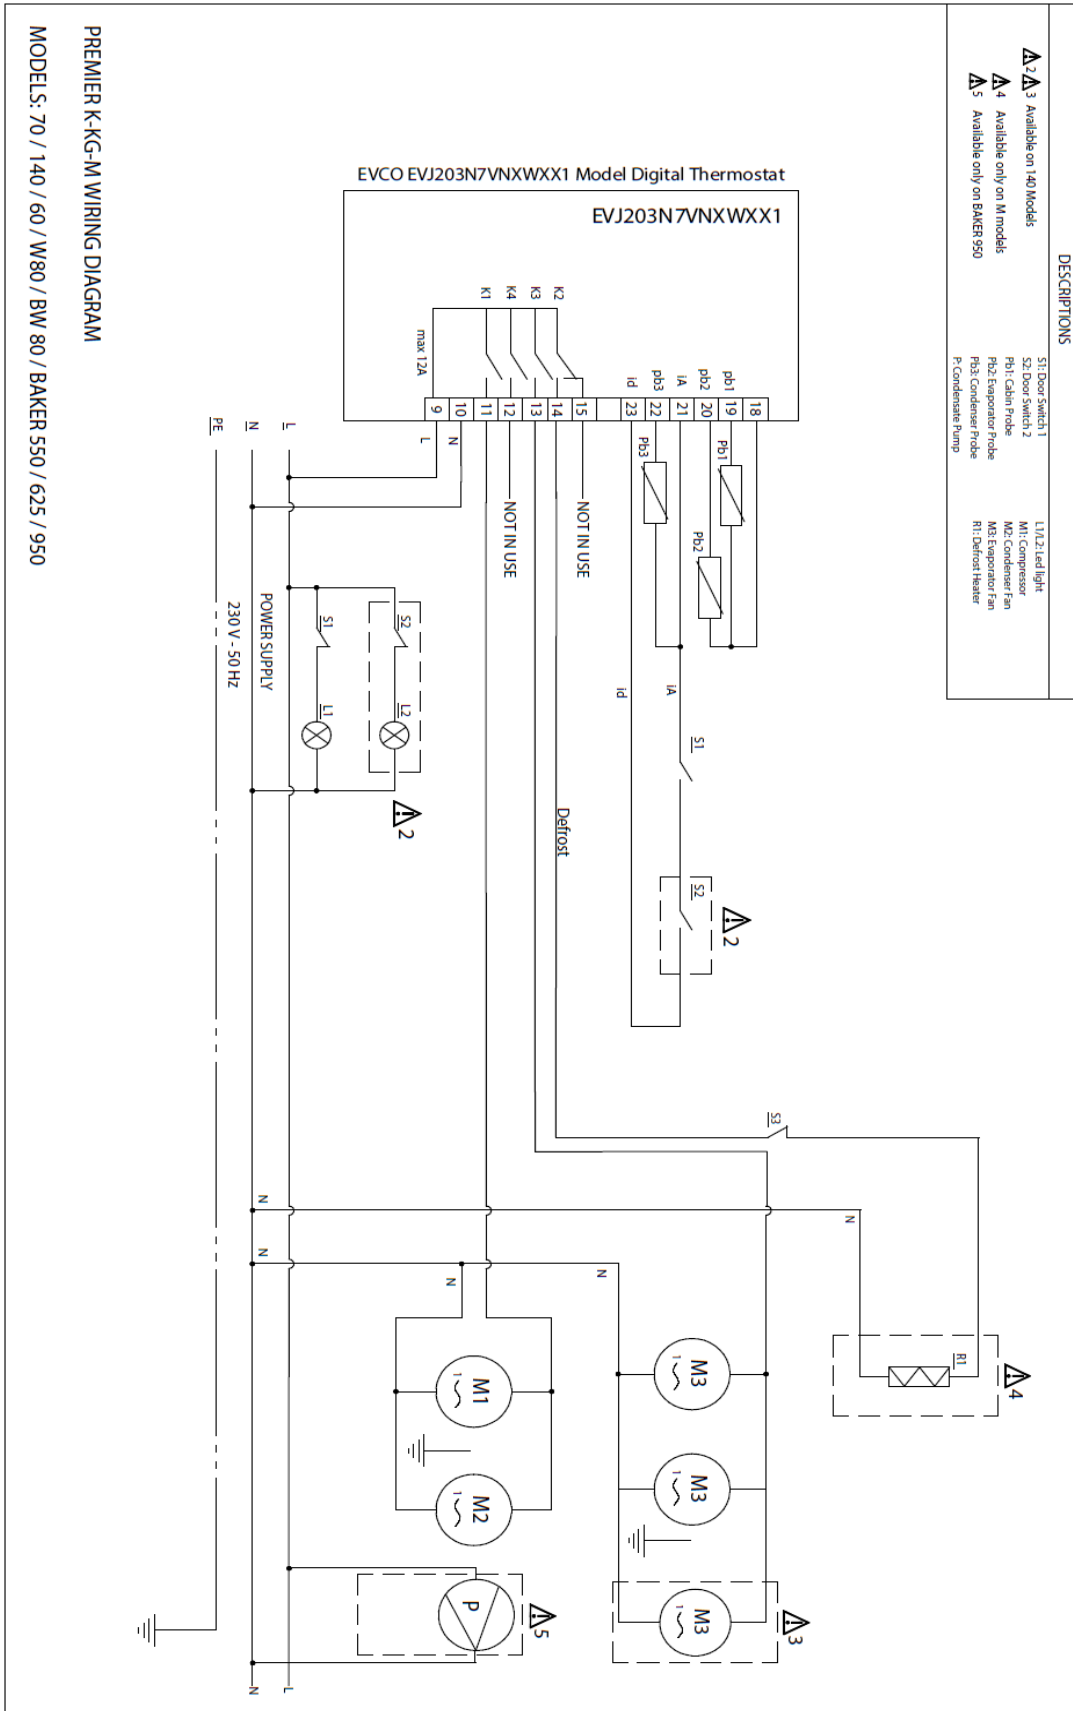 DESCRIPTIONS
2 3 Available on 140 Models
4 Available only on M models
5 Available only on BAKER 950
S1: Door Switch 1
S2: Door Switch 2
Pb1: Cabin Probe
Pb2: Evaporator Probe
Pb3: Condenser Probe
P: Condensate Pump
L1/L2: Led light
M1: Compressor
M2: Condenser Fan
M3: Evaporator Fan
R1: Defrost Heater
PREMIER K-KG-M WIRING DIAGRAM
MODELS: 70 / 140 / 60 / W80 / BW 80 / BAKER 550 / 625 / 950
EVCO EVJ203N7VNXWXX1 Model Digital Thermostat
EVJ203N7VNXWXX1
K1
K4
K3
K2
max 12A
id
pb3
iA
pb2
pb1
9
10
11
12
13
14
15
23
22
21
20
19
18
L
N
NOT IN USE
NOT IN USE
Pb3
Pb1
Pb2
id
iA
S1
S2
2
PE
N
L
POWER SUPPLY
230 V - 50 Hz
S1
L1
S2
L2
2
Defrost
S3
N
N
N
N
N
R1
4
M1
1
M2
1
M3
1
M3
1
M3
1
3
P
5
N
L